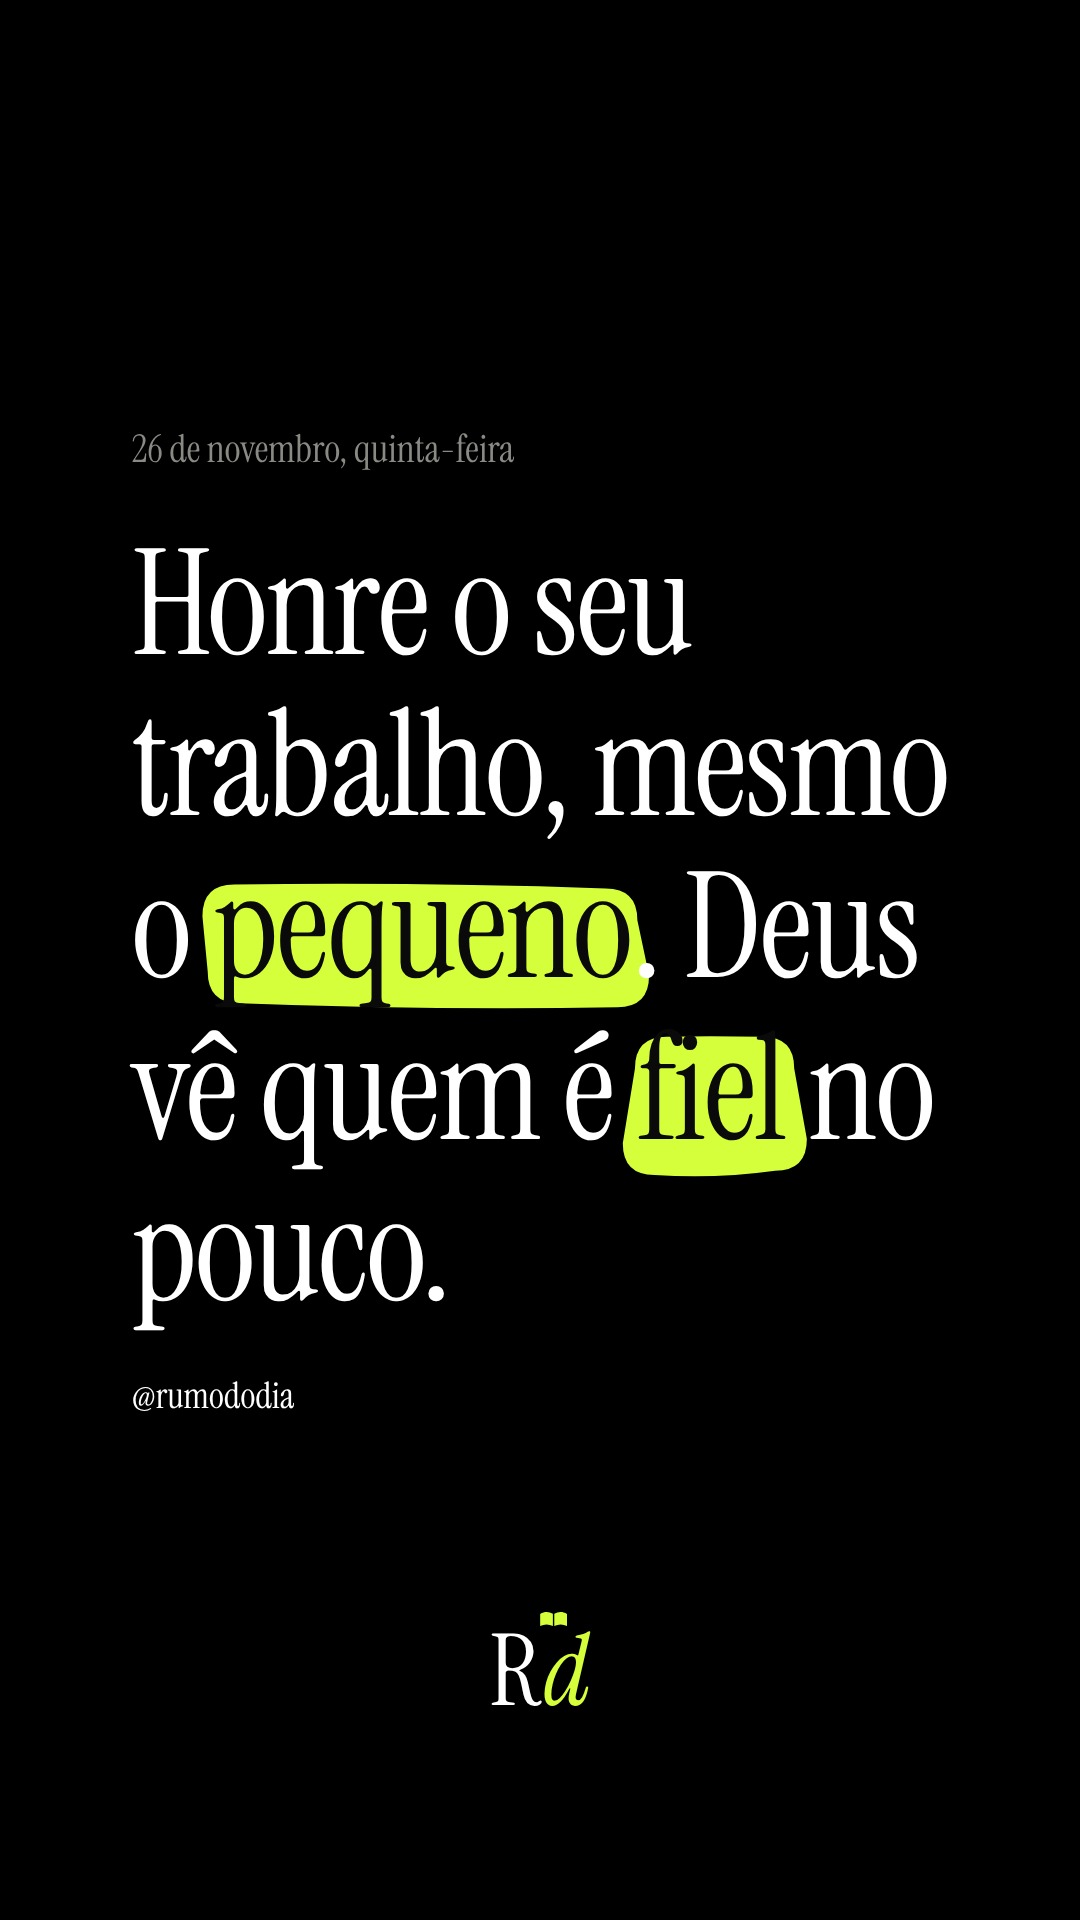 26 de novembro, quinta-feira
Honre o seu
trabalho, mesmo
o pequeno. Deus
vê quem é fiel no
pouco.
@rumododia
Rd